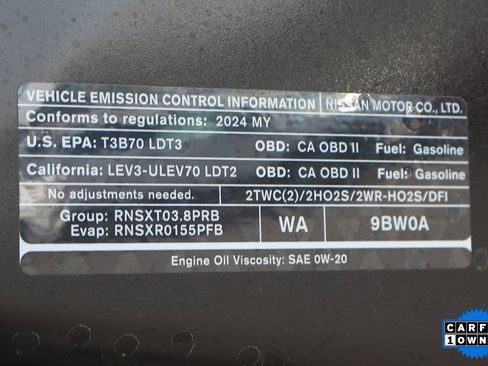 VEHICLE EMISSION CONTROL INFORMATION NISSAN MOTOR CO., LTD.
Conforms to regulations: 2024 MY
U.S. EPA: T3B70 LDT3 OBD: CA OBD II Fuel: Gasoline
California: LEV3-ULEV70 LDT2 OBD: CA OBD II Fuel: Gasoline
No adjustments needed. 2TWC(2)/2HO2S/2WR-HO2S/DFI
Group: RNSXT03.8PRB WA 9BW0A
Evap: RNSXR0155PFB
Engine Oil Viscosity: SAE 0W-20
CARF
1 OWN